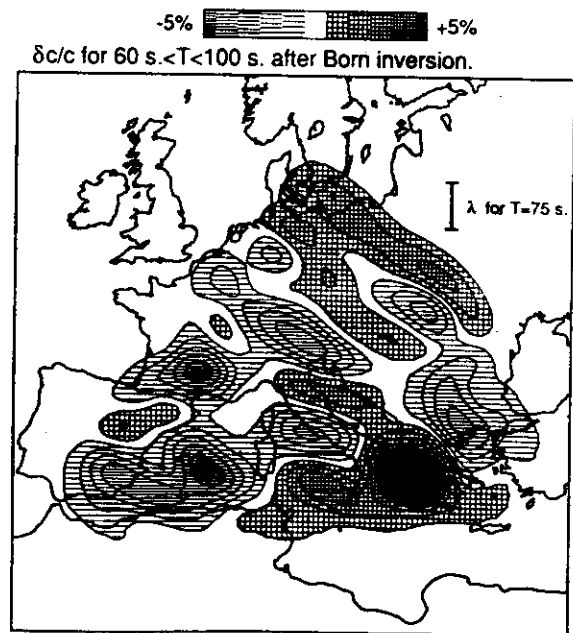 -5% +5%
δc/c for 60 s.<T<100 s. after Born inversion.
λ for T=75 s.